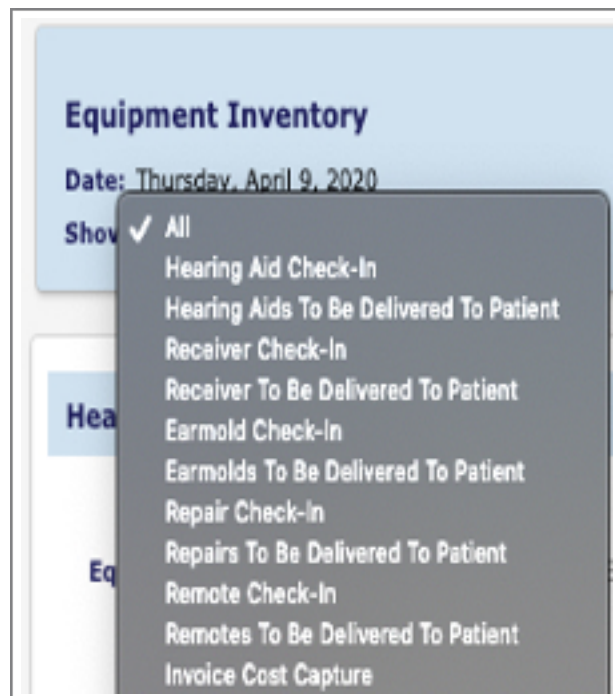 Equipment Inventory
Date: Thursday, April 9, 2020
Show
✓ All
Hearing Aid Check-In
Hearing Aids To Be Delivered To Patient
Receiver Check-In
Receiver To Be Delivered To Patient
Hea
Earmold Check-In
Earmolds To Be Delivered To Patient
Repair Check-In
Repairs To Be Delivered To Patient
Eq
Remote Check-In
Remotes To Be Delivered To Patient
Invoice Cost Capture